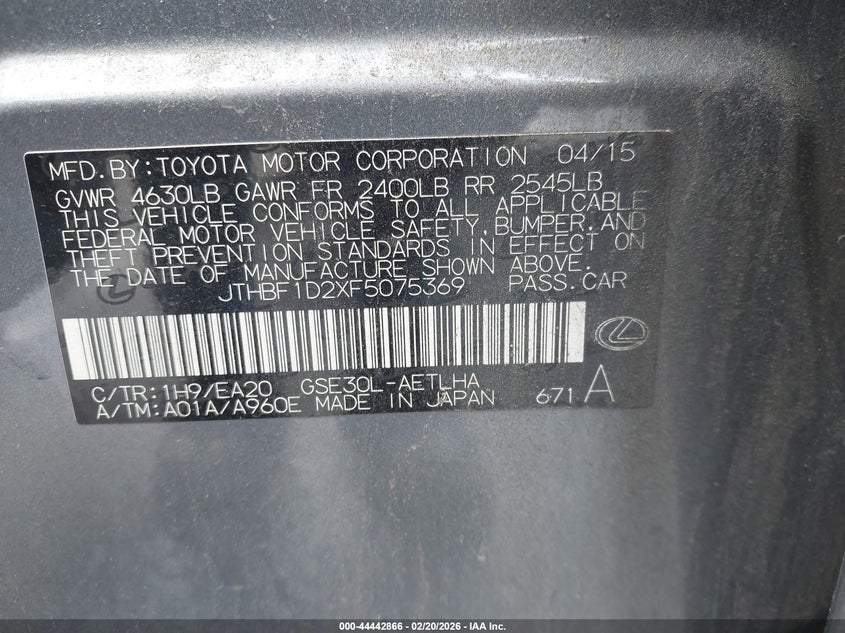 MFD.BY:TOYOTA MOTOR CORPORATION 04/15
GVWR 4630LB GAWR FR 2400LB RR 2545LB
THIS VEHICLE CONFORMS TO ALL APPLICABLE
FEDERAL MOTOR VEHICLE SAFETY,BUMPER,AND
THEFT PREVENTION STANDARDS IN EFFECT ON
THE DATE OF MANUFACTURE SHOWN ABOVE.
JTHBF1D2XF5075369 PASS.CAR
C/TR:1H9/EA20 GSE30L-AETLHA
A/TM:A01A/A960E MADE IN JAPAN 671 A
000-44442866 | 02/20/2026 | IAA Inc.